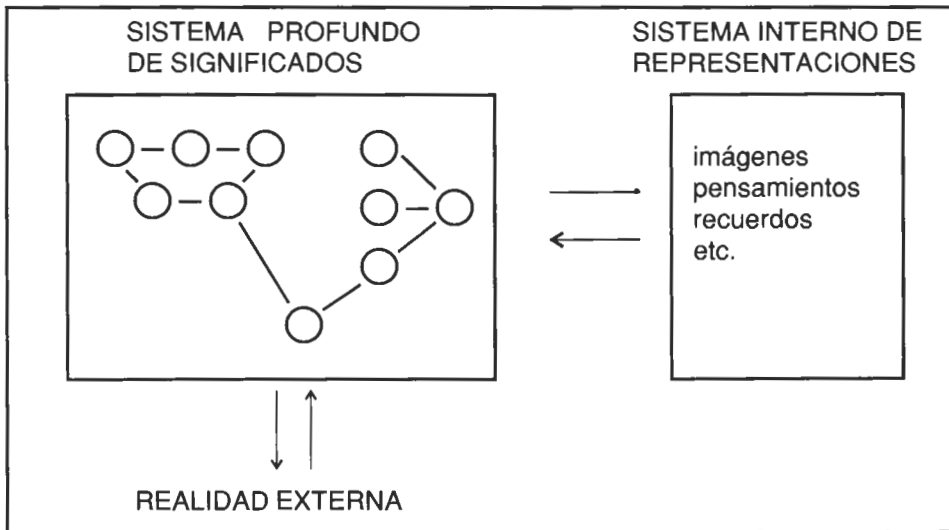 SISTEMA PROFUNDO
DE SIGNIFICADOS
SISTEMA INTERNO DE
REPRESENTACIONES
imágenes
pensamientos
recuerdos
etc.
REALIDAD EXTERNA